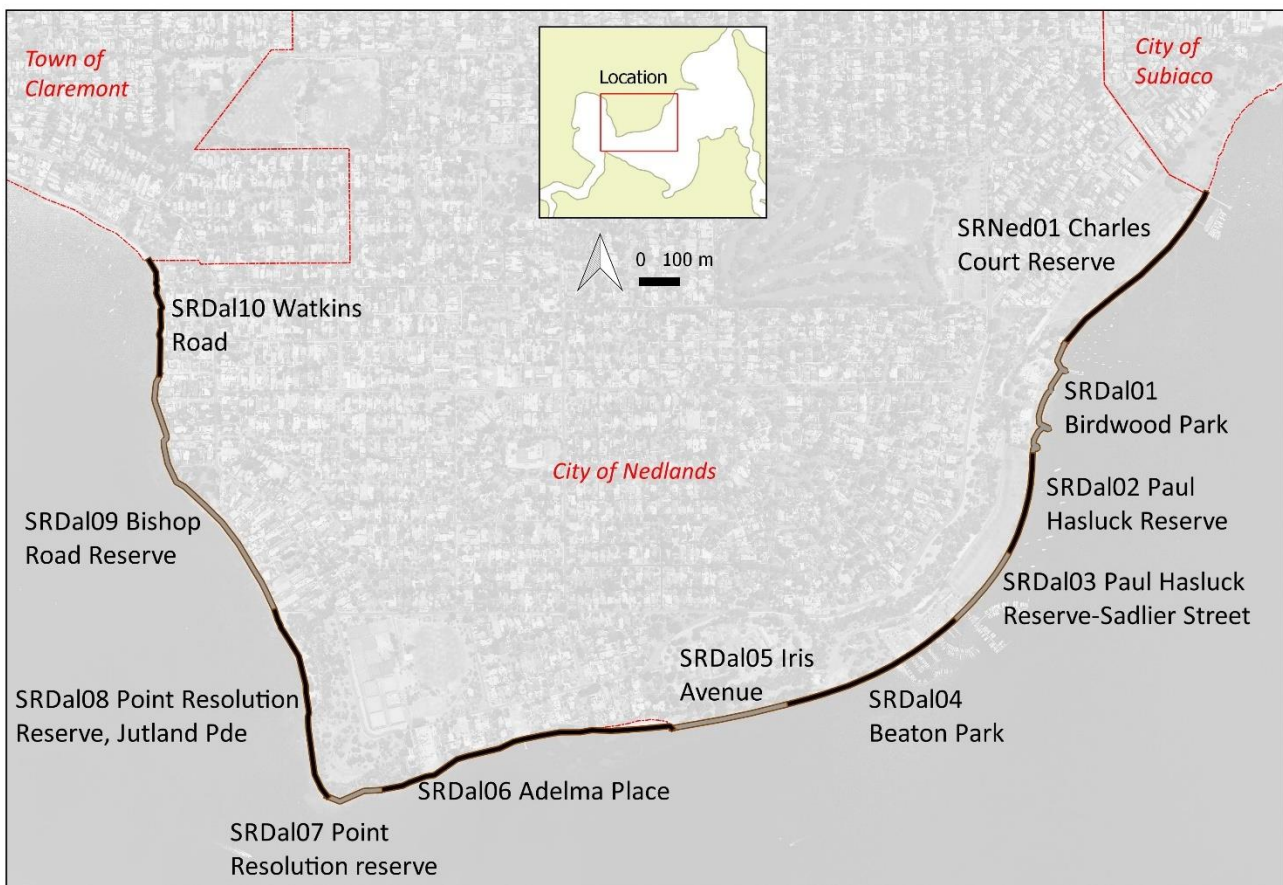 Town of
Claremont
Location
City of
Subiaco
0 100 m
SRNed01 Charles
Court Reserve
SRDal10 Watkins
Road
SRDal01
Birdwood Park
City of Nedlands
SRDal02 Paul
Hasluck Reserve
SRDal09 Bishop
Road Reserve
SRDal03 Paul Hasluck
Reserve-Sadlier Street
SRDal05 Iris
Avenue
SRDal08 Point Resolution
Reserve, Jutland Pde
SRDal04
Beaton Park
SRDal06 Adelma Place
SRDal07 Point
Resolution reserve